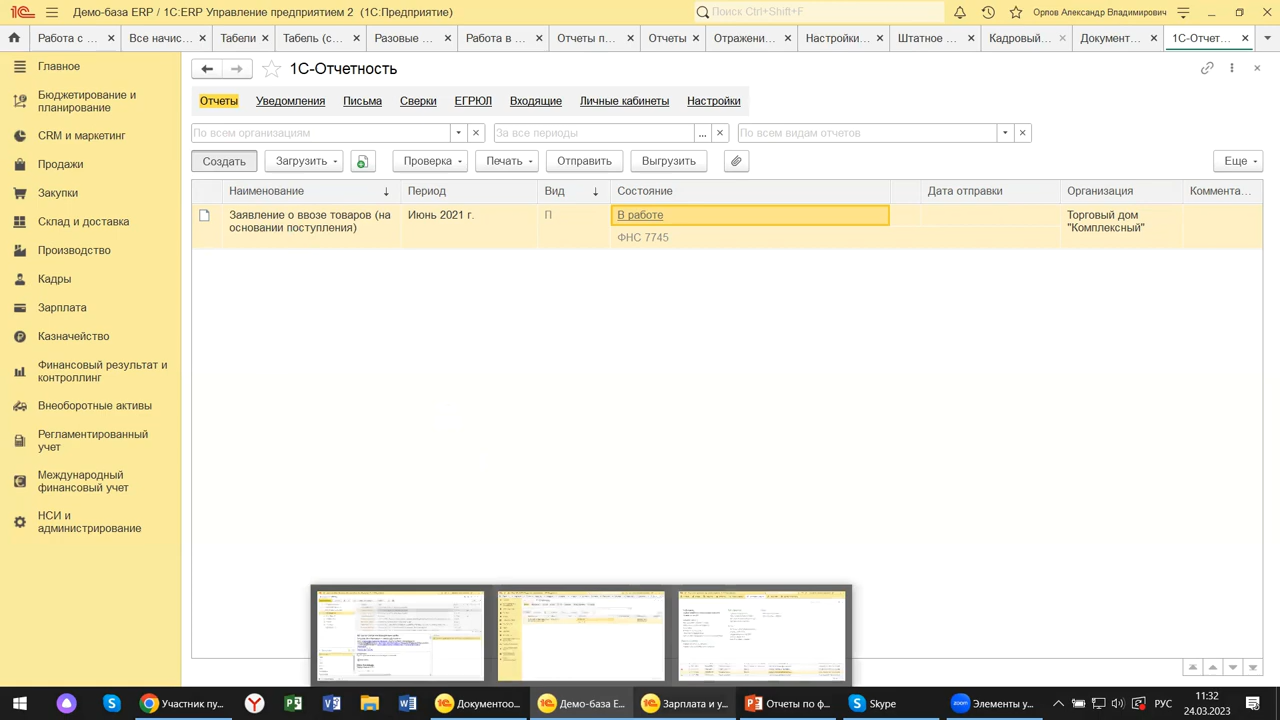 Демо-база ERP / 1С:ERP Управление предприятием 2 (1С:Предприятие)
Поиск Ctrl+Shift+F
Орлов Александр Владимирович
Работа с ...
Все начис...
Табели
Табель (с...
Разовые ...
Работа в ...
Отчеты п...
Отчеты
Отражени...
Настройки...
Штатное ...
Кадровый...
Документ...
1С-Отчет...
Главное
Бюджетирование и
планирование
CRM и маркетинг
Продажи
Закупки
Склад и доставка
Производство
Кадры
Зарплата
Казначейство
Финансовый результат и
контроллинг
Внеоборотные активы
Регламентированный
учет
Международный
финансовый учет
НСИ и
администрирование
1С-Отчетность
Отчеты
Уведомления
Письма
Сверки
ЕГРЮЛ
Входящие
Личные кабинеты
Настройки
По всем организациям
За все периоды
...
По всем видам отчетов
Создать
Загрузить
Проверка
Печать
Отправить
Выгрузить
Еще
Наименование
Период
Вид
Состояние
Дата отправки
Организация
Коммента...
Заявление о ввозе товаров (на
основании поступления)
Июнь 2021 г.
П
В работе
ФНС 7745
Торговый дом
"Комплексный"
Участник пу...
Документоо...
Демо-база E...
Зарплата и у...
Отчеты по ф...
Skype
Элементы у...
РУС
11:32
24.03.2023